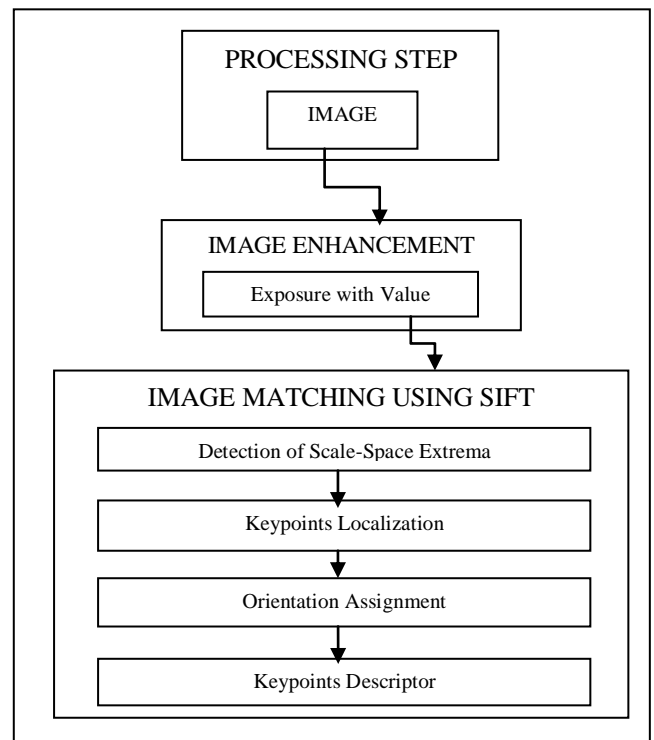 PROCESSING STEP
IMAGE
IMAGE ENHANCEMENT
Exposure with Value
IMAGE MATCHING USING SIFT
Detection of Scale-Space Extrema
Keypoints Localization
Orientation Assignment
Keypoints Descriptor